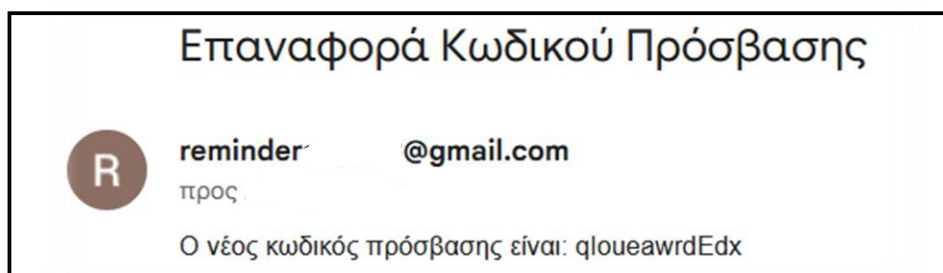 Επαναφορά Κωδικού Πρόσβασης
R
reminder @gmail.com
προς
Ο νέος κωδικός πρόσβασης είναι: qloueawrdEdx